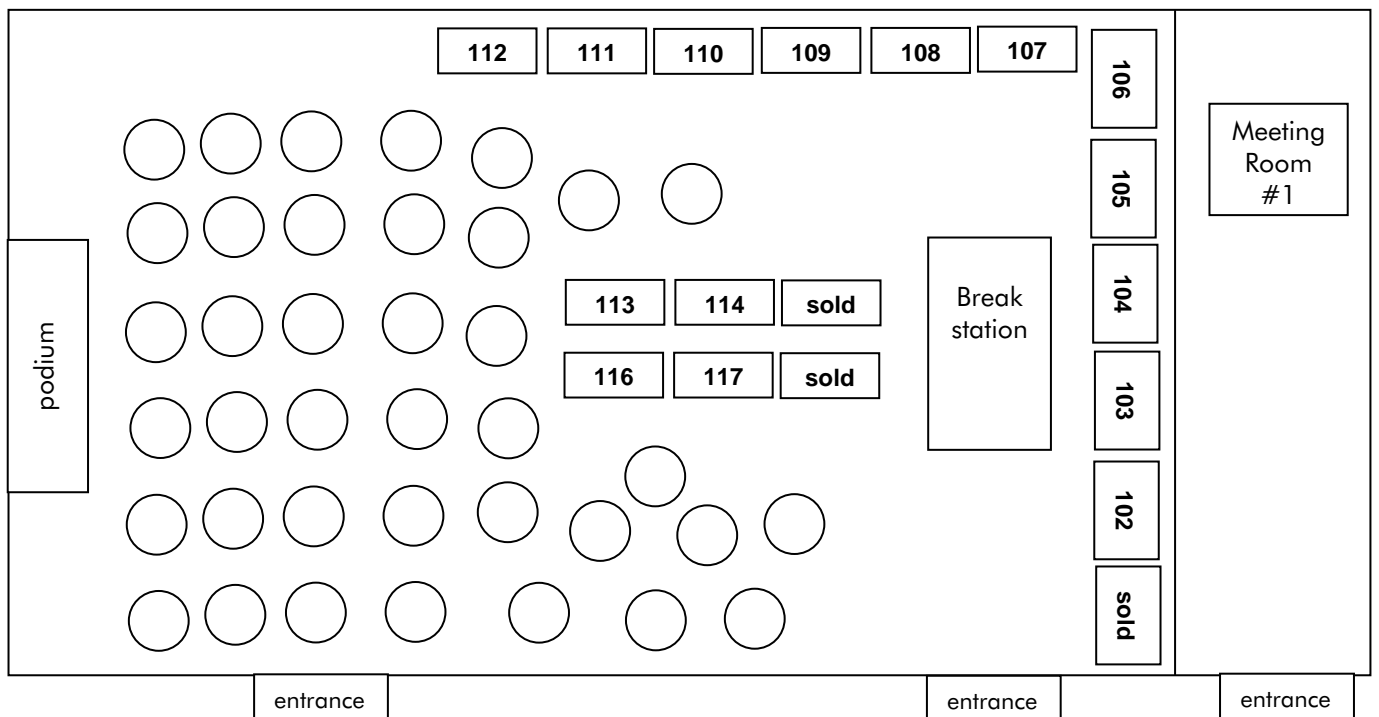 112 111 110 109 108 107
106
Meeting
Room
#1
105
113 114 sold
104
Break
station
podium
116 117 sold
103
102
sold
entrance entrance entrance